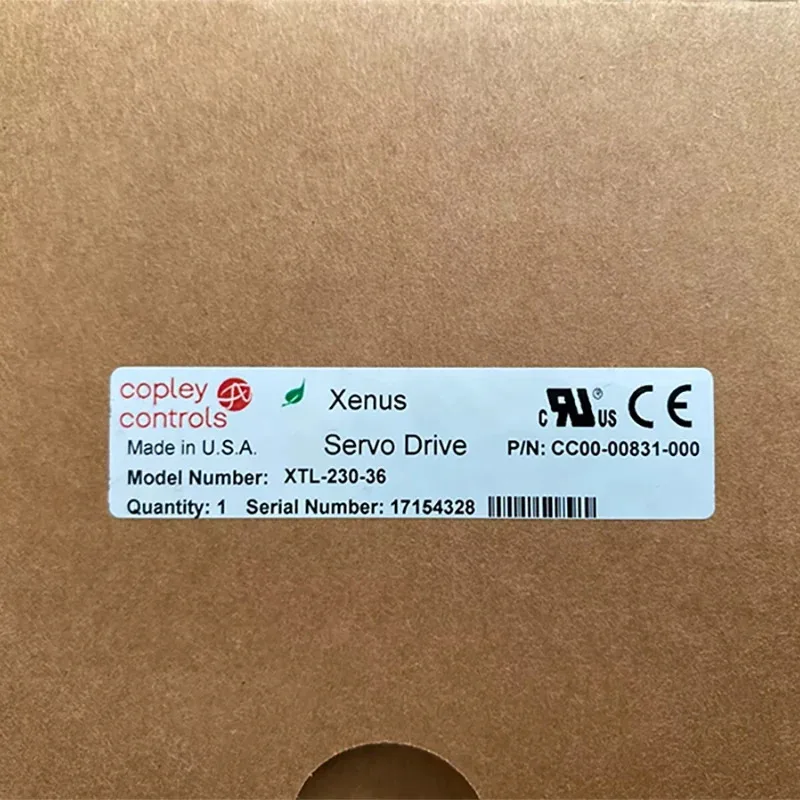 copley
controls
Xenus
c RU ® US CE
Made in U.S.A.
Servo Drive
P/N: CC00-00831-000
Model Number: XTL-230-36
Quantity: 1 Serial Number: 17154328